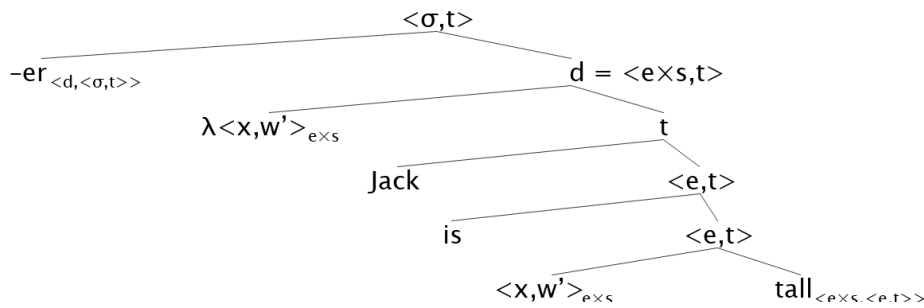 <σ,t>
-er<d,<σ,t>> d = <e×s,t>
λ<x,w'>e×s t
Jack <e,t>
is <e,t>
<x,w'>e×s tall<e×s,<e,t>>